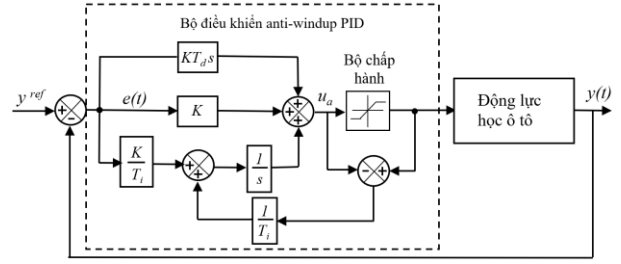 Bộ điều khiển anti-windup PID
KT_d s
Bộ chấp
hành
y^{ref}
e(t)
K
u_a
Động lực
học ô tô
y(t)
-
+
+
+
K/T_i
+
+
1/s
-
+
1/T_i